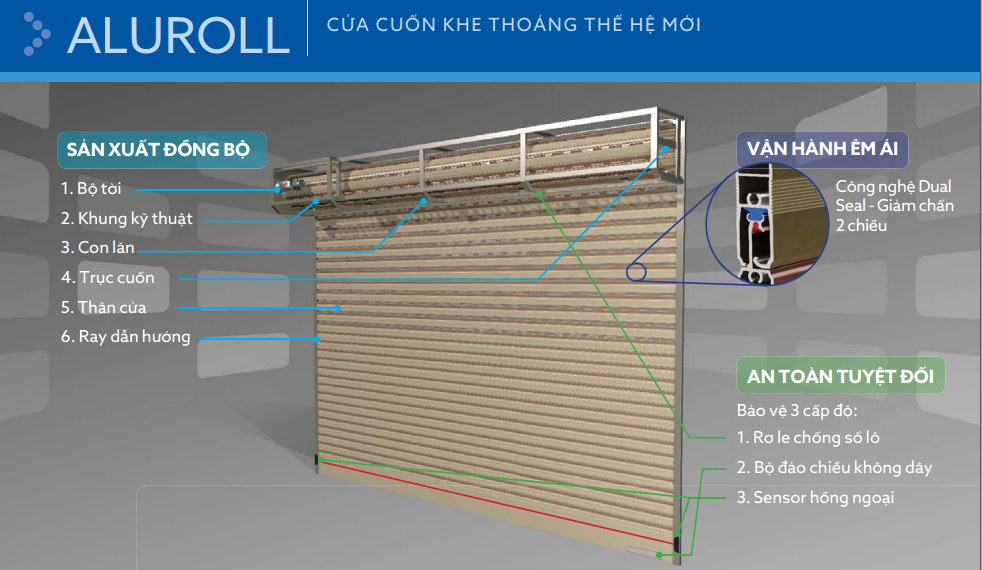 ALUROLL
CỬA CUỐN KHE THOÁNG THẾ HỆ MỚI
SẢN XUẤT ĐỒNG BỘ
1. Bộ tời
2. Khung kỹ thuật
3. Con lăn
4. Trục cuốn
5. Thân cửa
6. Ray dẫn hướng
VẬN HÀNH ÊM ÁI
Công nghệ Dual
Seal - Giảm chấn
2 chiều
AN TOÀN TUYỆT ĐỐI
Bảo vệ 3 cấp độ:
1. Rơ le chống sổ lô
2. Bộ đảo chiều không dây
3. Sensor hồng ngoại